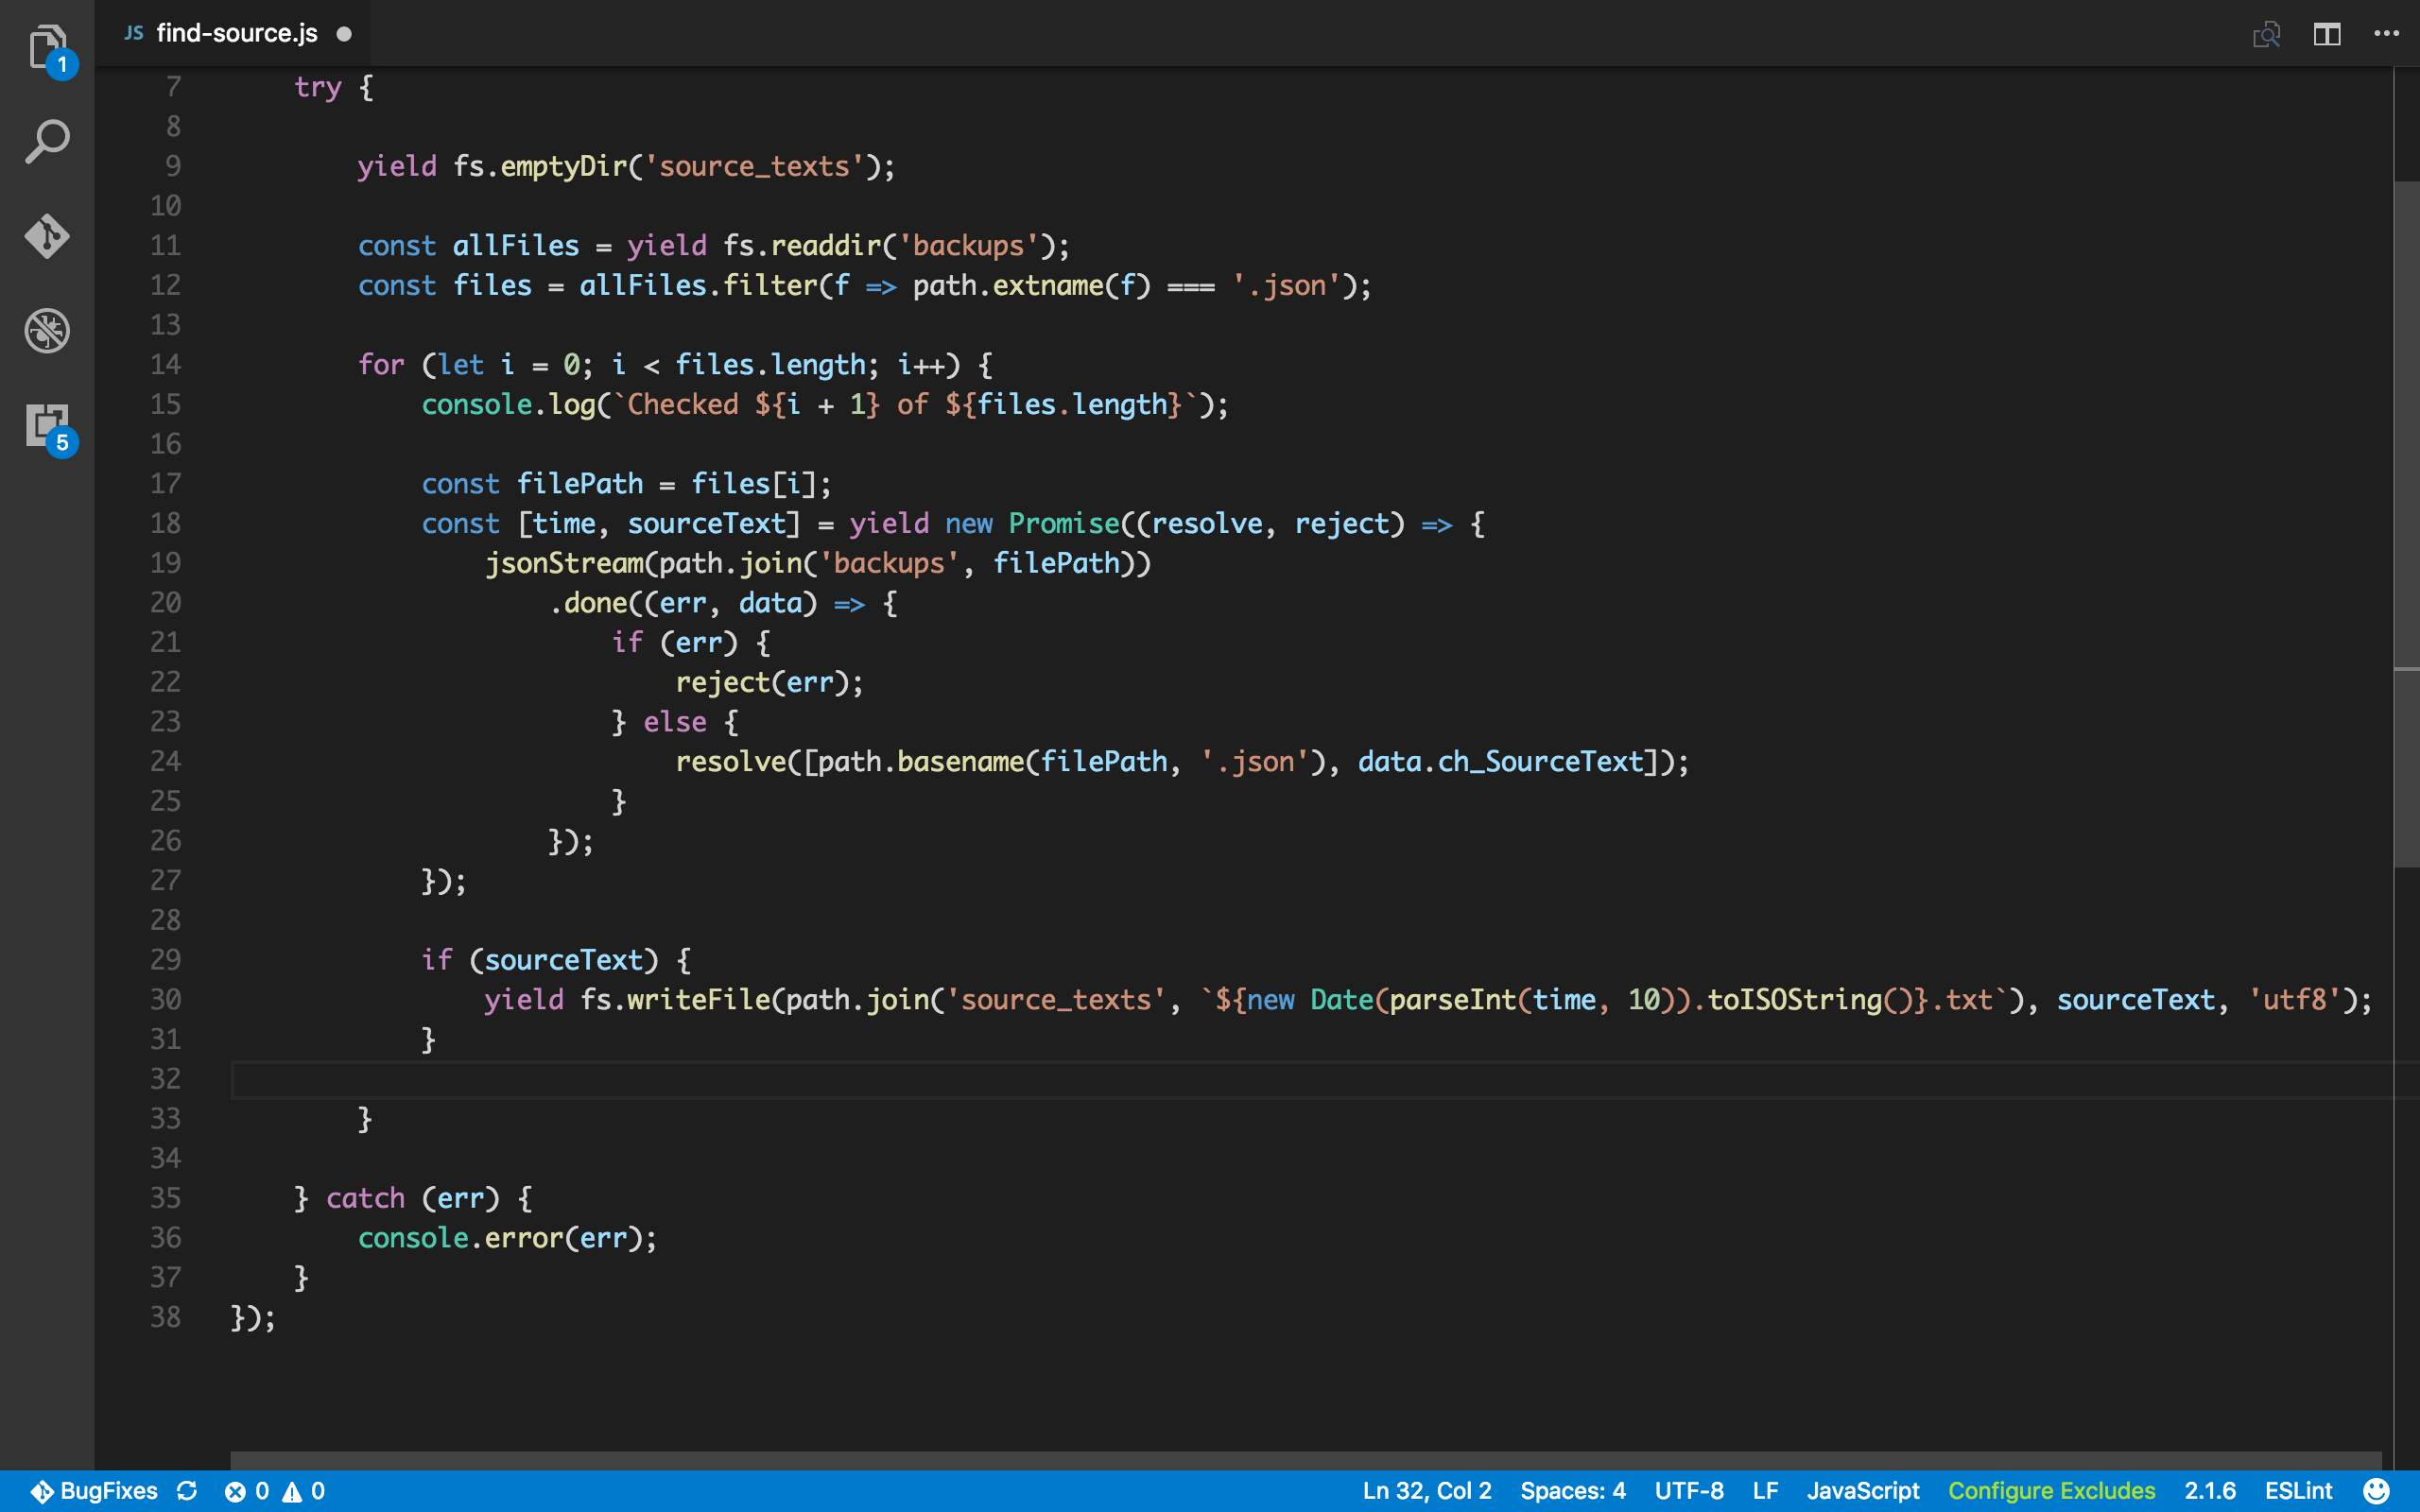 JS find-source.js
1
5
7 try {
8
9 yield fs.emptyDir('source_texts');
10
11 const allFiles = yield fs.readdir('backups');
12 const files = allFiles.filter(f => path.extname(f) === '.json');
13
14 for (let i = 0; i < files.length; i++) {
15 console.log(`Checked ${i + 1} of ${files.length}`);
16
17 const filePath = files[i];
18 const [time, sourceText] = yield new Promise((resolve, reject) => {
19 jsonStream(path.join('backups', filePath))
20 .done((err, data) => {
21 if (err) {
22 reject(err);
23 } else {
24 resolve([path.basename(filePath, '.json'), data.ch_SourceText]);
25 }
26 });
27 });
28
29 if (sourceText) {
30 yield fs.writeFile(path.join('source_texts', `${new Date(parseInt(time, 10)).toISOString()}.txt`), sourceText, 'utf8');
31 }
32
33 }
34
35 } catch (err) {
36 console.error(err);
37 }
38 });
BugFixes 0 0 Ln 32, Col 2 Spaces: 4 UTF-8 LF JavaScript Configure Excludes 2.1.6 ESLint